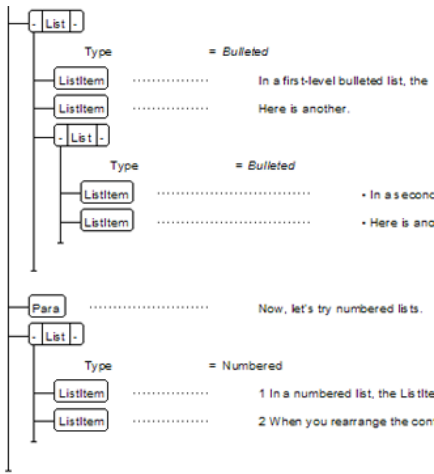 - List -
Type = Bulleted
ListItem In a first-level bulleted list, the
ListItem Here is another.
- List -
Type = Bulleted
ListItem • In a second
ListItem • Here is ano
Para Now, let's try numbered lists.
- List -
Type = Numbered
ListItem 1 In a numbered list, the ListIte
ListItem 2 When you rearrange the con